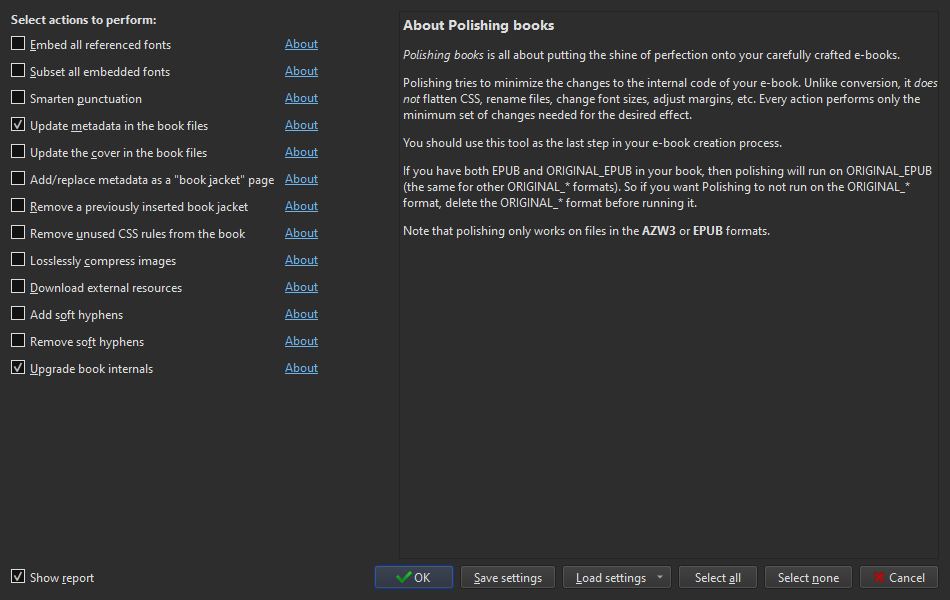 Select actions to perform:
Embed all referenced fonts About
Subset all embedded fonts About
Smarten punctuation About
Update metadata in the book files About
Update the cover in the book files About
Add/replace metadata as a "book jacket" page About
Remove a previously inserted book jacket About
Remove unused CSS rules from the book About
Losslessly compress images About
Download external resources About
Add soft hyphens About
Remove soft hyphens About
Upgrade book internals About
About Polishing books
Polishing books is all about putting the shine of perfection onto your carefully crafted e-books.
Polishing tries to minimize the changes to the internal code of your e-book. Unlike conversion, it does
not flatten CSS, rename files, change font sizes, adjust margins, etc. Every action performs only the
minimum set of changes needed for the desired effect.
You should use this tool as the last step in your e-book creation process.
If you have both EPUB and ORIGINAL_EPUB in your book, then polishing will run on ORIGINAL_EPUB
(the same for other ORIGINAL_* formats). So if you want Polishing to not run on the ORIGINAL_*
format, delete the ORIGINAL_* format before running it.
Note that polishing only works on files in the AZW3 or EPUB formats.
Show report OK Save settings Load settings Select all Select none Cancel